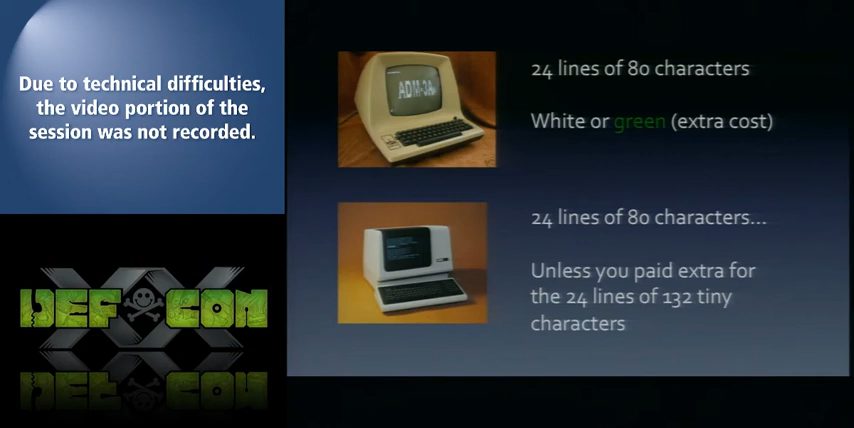 Due to technical difficulties,
the video portion of the
session was not recorded.
DEF CON
XX
ADM-3A
24 lines of 80 characters
White or green (extra cost)
24 lines of 80 characters...
Unless you paid extra for
the 24 lines of 132 tiny
characters